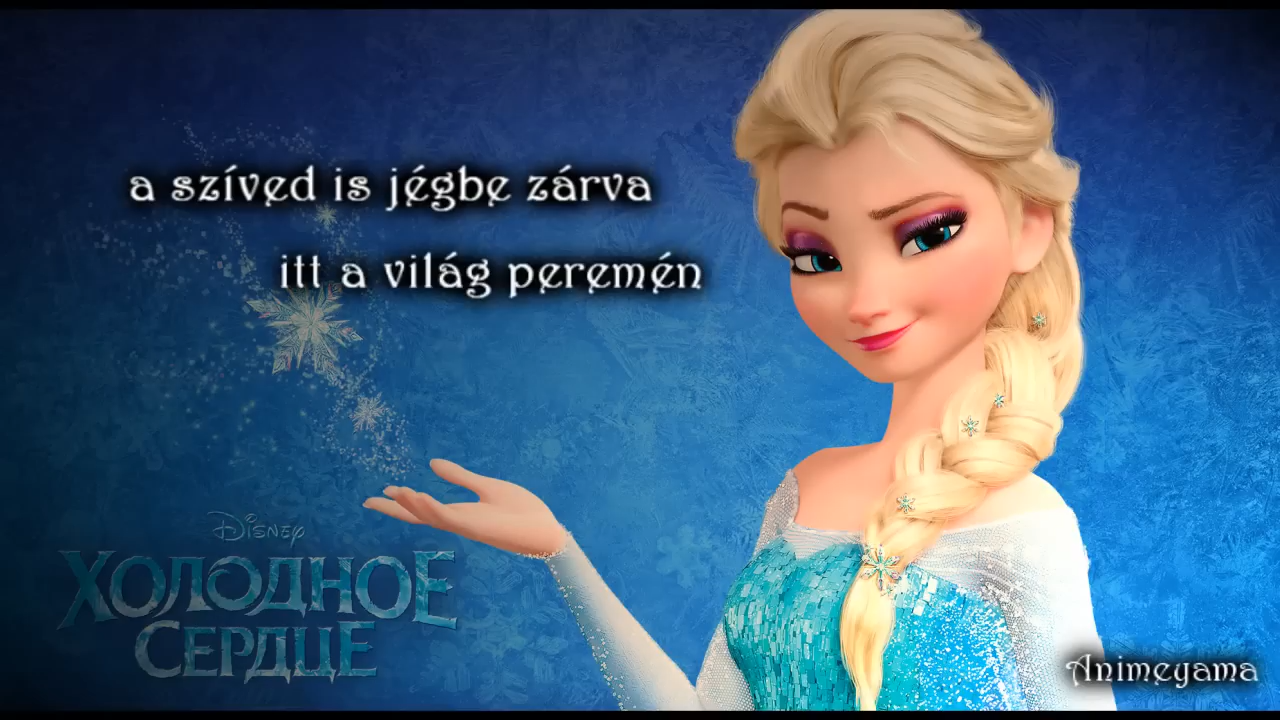 a szíved is jégbe zárva
itt a világ peremén
Disney
ХОЛОДНОЕ
СЕРДЦЕ
Animeyama